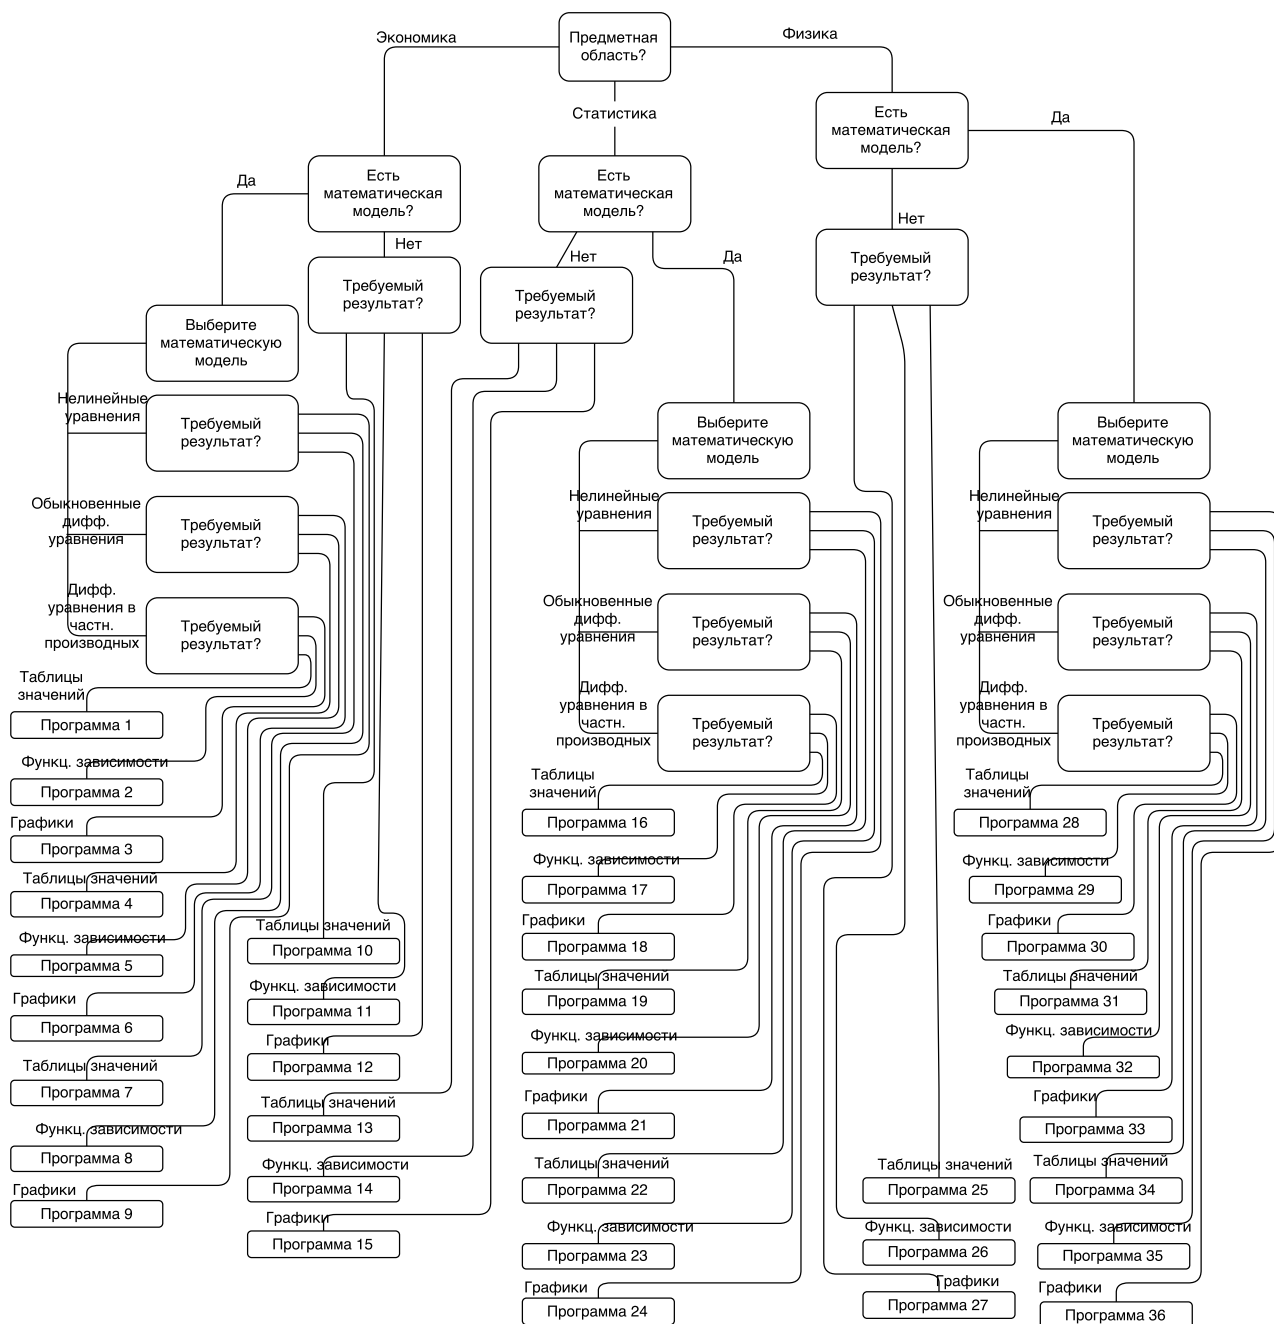 Предметная
область?
Экономика
Физика
Статистика
Есть
математическая
модель?
Да
Есть
математическая
модель?
Да
Нет
Есть
математическая
модель?
Нет
Да
Нет
Требуемый
результат?
Требуемый
результат?
Требуемый
результат?
Выберите
математическую
модель
Нелинейные
уравнения
Требуемый
результат?
Обыкновенные
дифф.
уравнения
Требуемый
результат?
Дифф.
уравнения в
частн.
производных
Требуемый
результат?
Таблицы
значений
Программа 1
Функц. зависимости
Программа 2
Графики
Программа 3
Таблицы значений
Программа 4
Функц. зависимости
Программа 5
Графики
Программа 6
Таблицы значений
Программа 7
Функц. зависимости
Программа 8
Графики
Программа 9
Таблицы значений
Программа 10
Функц. зависимости
Программа 11
Графики
Программа 12
Таблицы значений
Программа 13
Функц. зависимости
Программа 14
Графики
Программа 15
Выберите
математическую
модель
Нелинейные
уравнения
Требуемый
результат?
Обыкновенные
дифф.
уравнения
Требуемый
результат?
Дифф.
уравнения в
частн.
производных
Требуемый
результат?
Таблицы
значений
Программа 16
Функц. зависимости
Программа 17
Графики
Программа 18
Таблицы значений
Программа 19
Функц. зависимости
Программа 20
Графики
Программа 21
Таблицы значений
Программа 22
Функц. зависимости
Программа 23
Графики
Программа 24
Таблицы значений
Программа 25
Функц. зависимости
Программа 26
Графики
Программа 27
Выберите
математическую
модель
Нелинейные
уравнения
Требуемый
результат?
Обыкновенные
дифф.
уравнения
Требуемый
результат?
Дифф.
уравнения в
частн.
производных
Требуемый
результат?
Таблицы
значений
Программа 28
Функц. зависимости
Программа 29
Графики
Программа 30
Таблицы значений
Программа 31
Функц. зависимости
Программа 32
Графики
Программа 33
Таблицы значений
Программа 34
Функц. зависимости
Программа 35
Графики
Программа 36